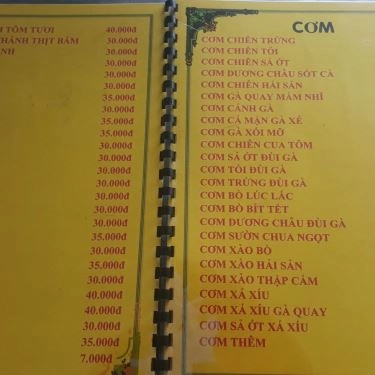 TÔM TƯƠI 40.000đ
KHÁNH THỊT BẰM 30.000đ
30.000đ
30.000đ
30.000đ
35.000đ
30.000đ
35.000đ
35.000đ
30.000đ
30.000đ
30.000đ
30.000đ
30.000đ
30.000đ
35.000đ
30.000đ
35.000đ
30.000đ
40.000đ
40.000đ
30.000đ
35.000đ
7.000đ
CƠM
CƠM CHIÊN TRỨNG
CƠM CHIÊN TỎI
CƠM CHIÊN SẢ ỚT
CƠM DƯƠNG CHÂU SỐT CÀ
CƠM CHIÊN HẢI SẢN
CƠM GÀ QUAY MẮM NHĨ
CƠM CÁNH GÀ
CƠM CÁ MẶN GÀ XÉ
CƠM GÀ XỐI MỠ
CƠM CHIÊN CUA TÔM
CƠM SẢ ỚT ĐÙI GÀ
CƠM TỎI ĐÙI GÀ
CƠM TRỨNG ĐÙI GÀ
CƠM BÒ LÚC LẮC
CƠM BÒ BÍT TẾT
CƠM DƯƠNG CHÂU ĐÙI GÀ
CƠM SƯỜN CHUA NGỌT
CƠM XÀO BÒ
CƠM XÀO HẢI SẢN
CƠM XÀO THẬP CẨM
CƠM XÁ XÍU
CƠM XÁ XÍU GÀ QUAY
CƠM SẢ ỚT XÁ XÍU
CƠM THÊM